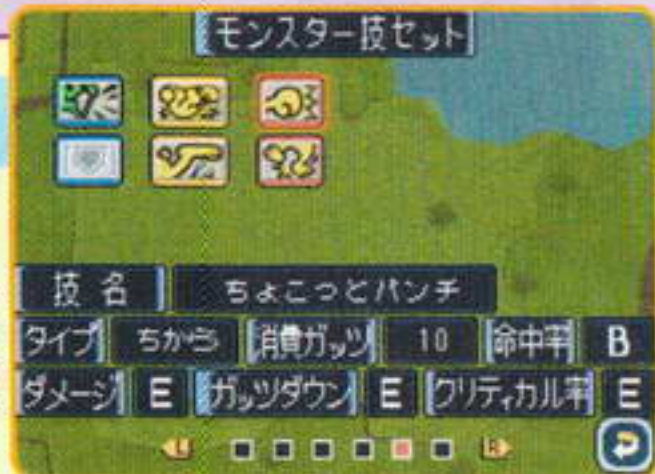 モンスター技セット
技名 ちょこっとパンチ
タイプ ちから 消費ガッツ 10 命中率 B
ダメージ E ガッツダウン E クリティカル率 E
L R